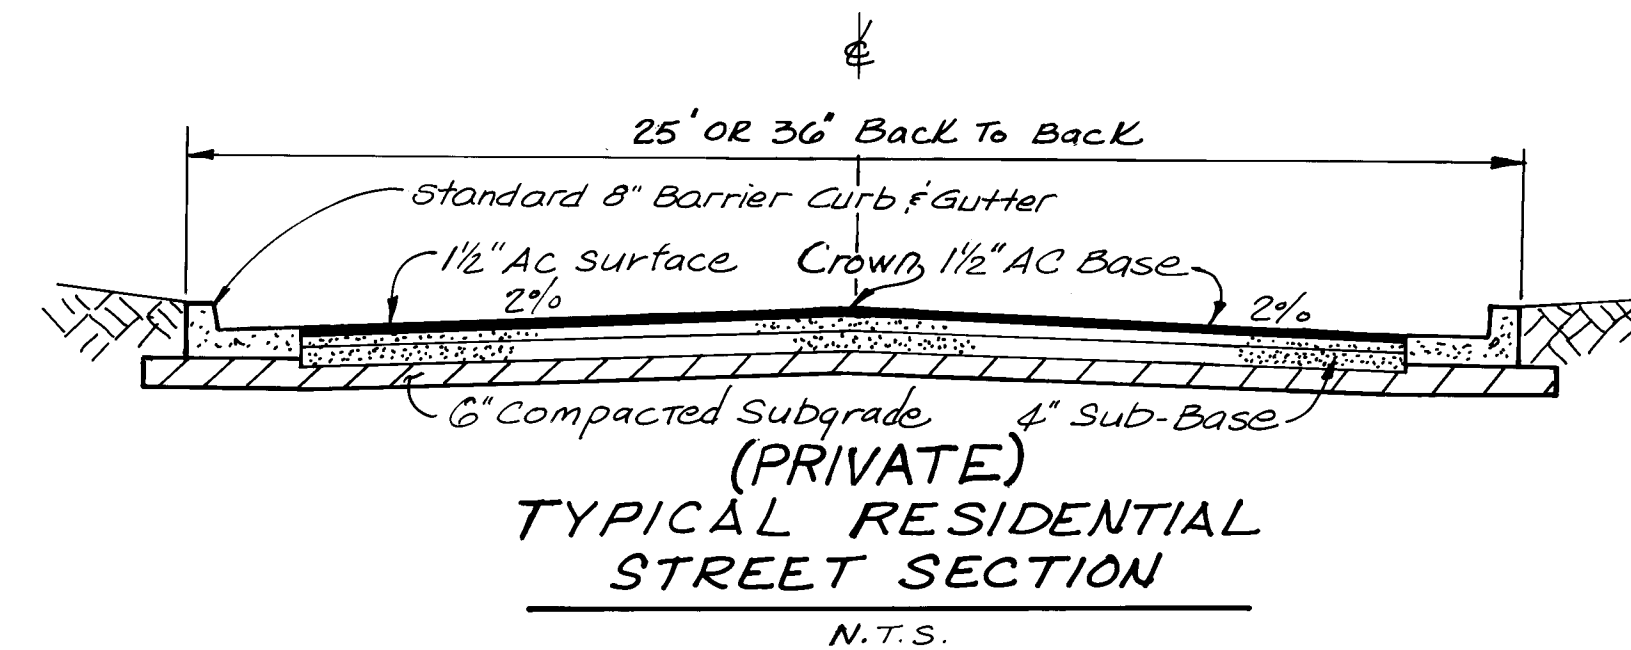 ℄
25' OR 36" Back To Back
Standard 8" Barrier Curb & Gutter
1½" AC Surface Crown 1½" AC Base
2% 2%
6" Compacted Subgrade 4" Sub-Base
(PRIVATE)
TYPICAL RESIDENTIAL
STREET SECTION
N.T.S.